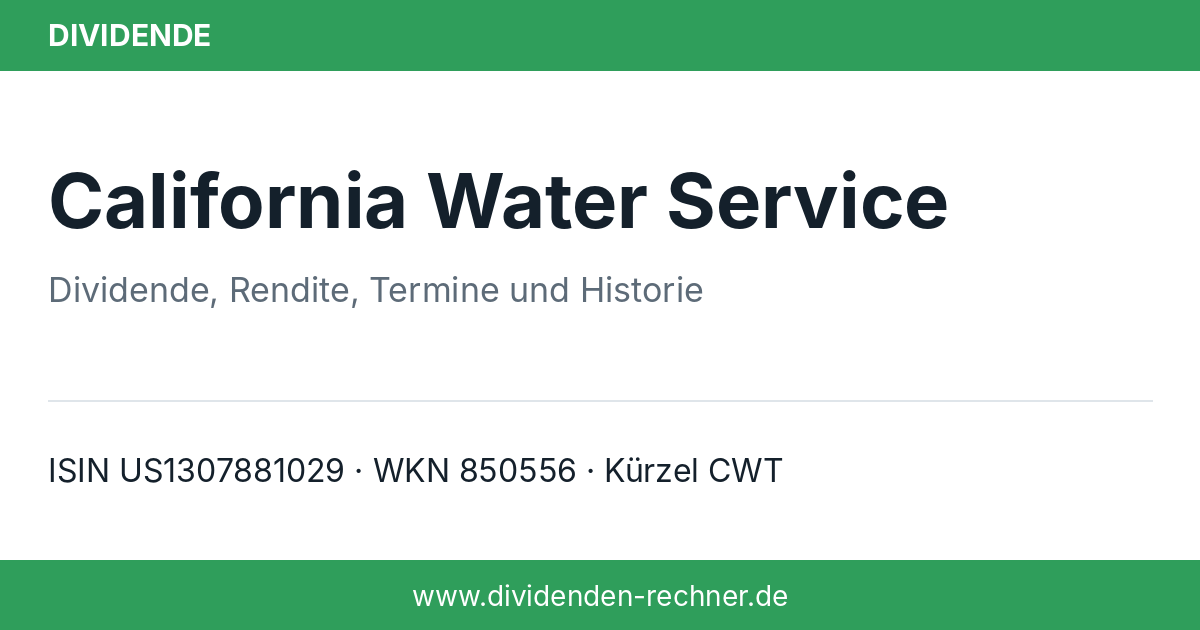 DIVIDENDE
California Water Service
Dividende, Rendite, Termine und Historie
ISIN US1307881029 · WKN 850556 · Kürzel CWT
www.dividenden-rechner.de